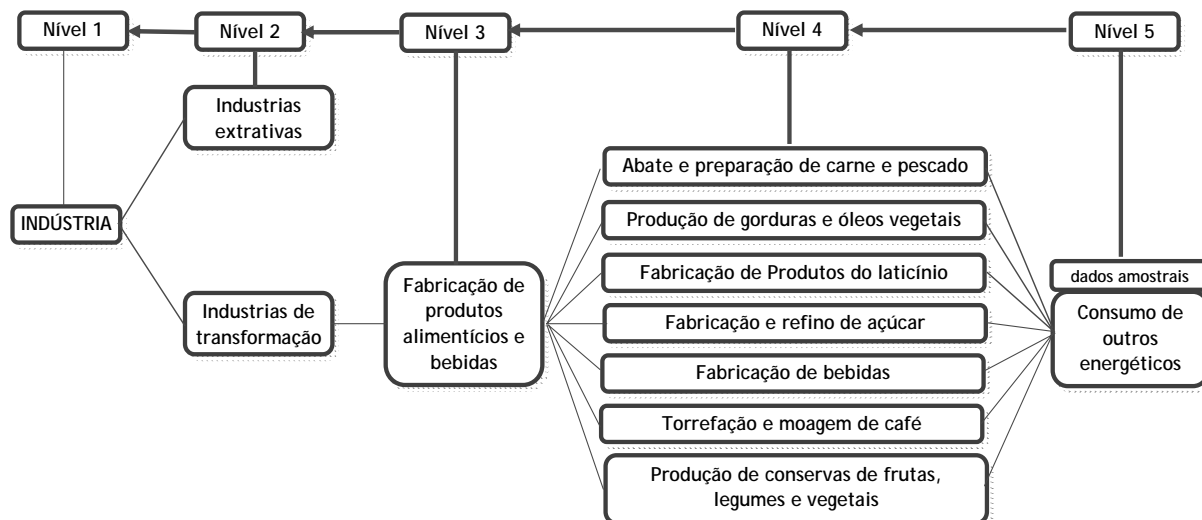 Nível 1
Nível 2
Nível 3
Nível 4
Nível 5
Industrias
extrativas
INDÚSTRIA
Industrias de
transformação
Fabricação de
produtos
alimentícios e
bebidas
Abate e preparação de carne e pescado
Produção de gorduras e óleos vegetais
Fabricação de Produtos do laticínio
Fabricação e refino de açúcar
Fabricação de bebidas
Torrefação e moagem de café
Produção de conservas de frutas,
legumes e vegetais
dados amostrais
Consumo de
outros
energéticos